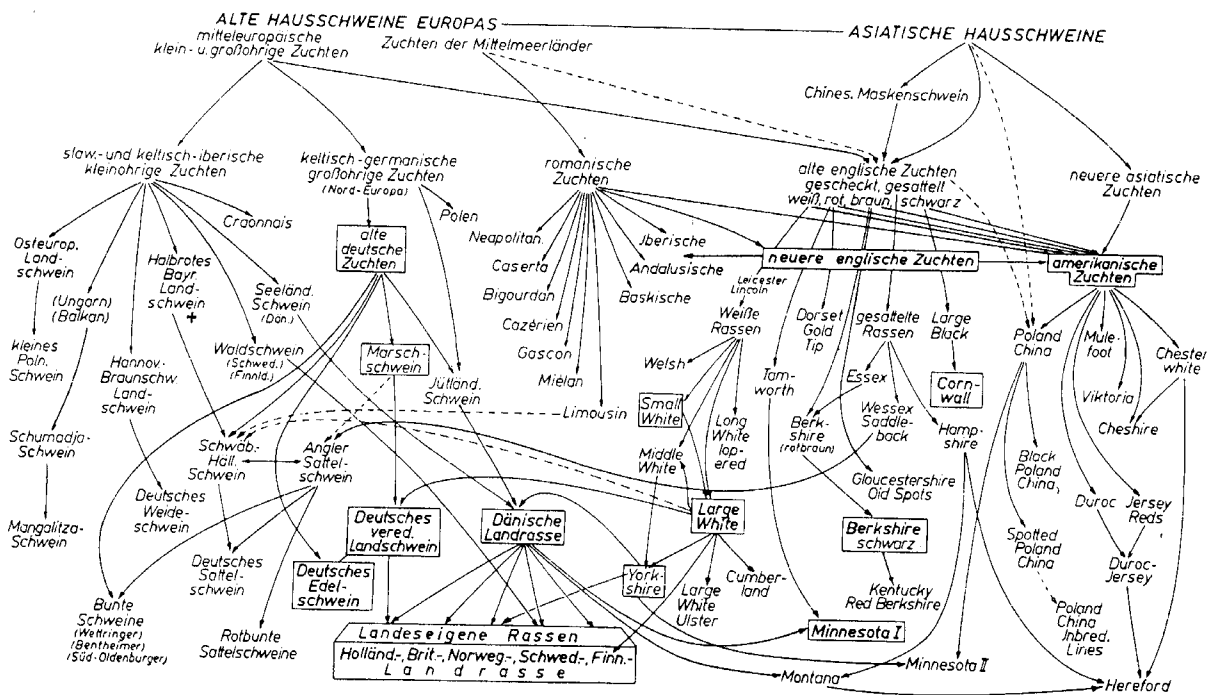 ALTE HAUSSCHWEINE EUROPAS
ASIATISCHE HAUSSCHWEINE
mitteleuropäische
klein- u. großohrige Zuchten
Zuchten der Mittelmeerländer
Chines. Maskenschwein
slaw.- und keltisch-iberische
kleinohrige Zuchten
keltisch-germanische
großohrige Zuchten
(Nord-Europa)
romanische
Zuchten
alte englische Zuchten
gescheckt, gesattelt
weiß, rot, braun, schwarz
neuere asiatische
Zuchten
Craonnais
Polen
alte
deutsche
Zuchten
Neapolitan.
Jberische
Osteurop.
Land-
schwein
Halbrotes
Bayr.
Land-
schwein
Caserta
Andalusische
neuere englische Zuchten
amerikanische
Zuchten
(Ungarn)
(Balkan)
Seeländ.
Schwein
(Dän.)
Bigourdan
Baskische
Leicester
Lincoln
Weiße
Rassen
Dorset
Gold
Tip
gesattelte
Rassen
Large
Black
Poland
China
Mule-
foot
Chester
white
kleines
Poln.
Schwein
Hannov.-
Braunschw.
Land-
schwein
Waldschwein
(Schwed.)
(Finnld.)
Marsch-
schwein
Jütländ.
Schwein
Cazérien
Gascon
Miélan
Limousin
Welsh
Small
White
Tam-
worth
Essex
Corn-
wall
Viktoria
Cheshire
Schumadja-
Schwein
Schwäb.-
Häll.
Schwein
Angler
Sattel-
schwein
Middle
White
Long
White
lop-
ered
Berk-
shire
(rotbraun)
Wessex
Saddle-
back
Hamp-
shire
Black
Poland
China
Mangalitza-
Schwein
Deutsches
Weide-
schwein
Deutsches
vered.
Landschwein
Dänische
Landrasse
Large
White
Gloucestershire
Old Spots
Berkshire
schwarz
Spotted
Poland
China
Duroc
Jersey
Reds
Deutsches
Sattel-
schwein
Deutsches
Edel-
schwein
York-
shire
Large
White
Ulster
Cumber-
land
Kentucky
Red Berkshire
Duroc-
Jersey
Bunte
Schweine
(Wettringer)
(Bentheimer)
(Süd-Oldenburger)
Rotbunte
Sattelschweine
Landeseigene Rassen
Holländ.-, Brit.-, Norweg.-, Schwed.-, Finn.-
Landrasse
Minnesota I
Minnesota II
Montana
Poland
China
Jnbred.
Lines
Hereford